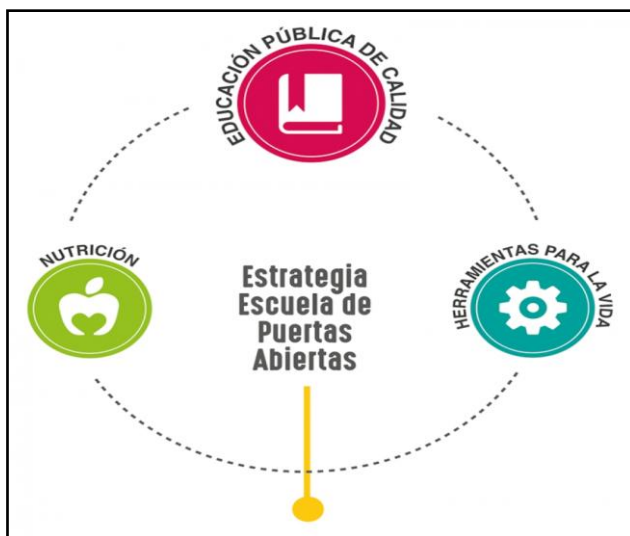 EDUCACIÓN PÚBLICA DE CALIDAD
NUTRICIÓN
HERRAMIENTAS PARA LA VIDA
Estrategia
Escuela de
Puertas
Abiertas